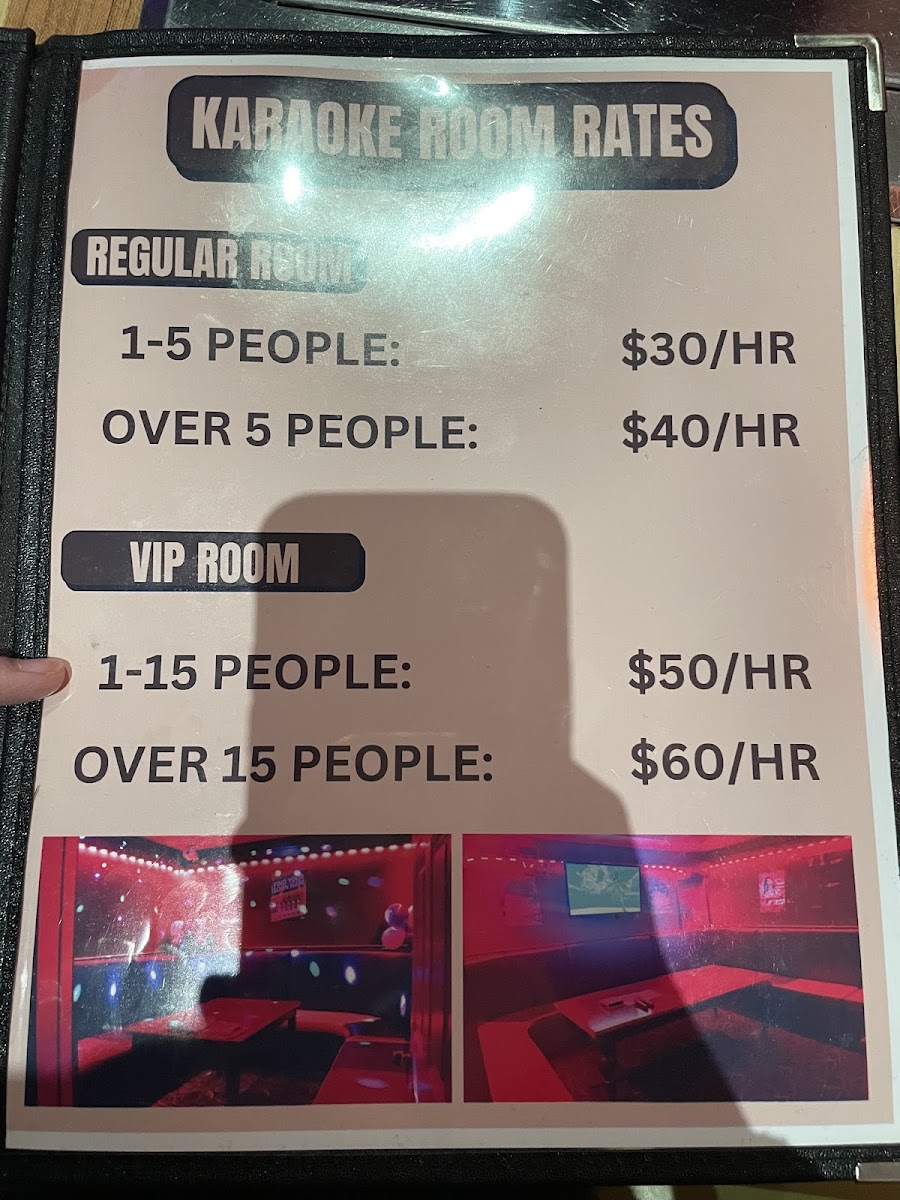 KARAOKE ROOM RATES
REGULAR ROOM
1-5 PEOPLE: $30/HR
OVER 5 PEOPLE: $40/HR
VIP ROOM
1-15 PEOPLE: $50/HR
OVER 15 PEOPLE: $60/HR